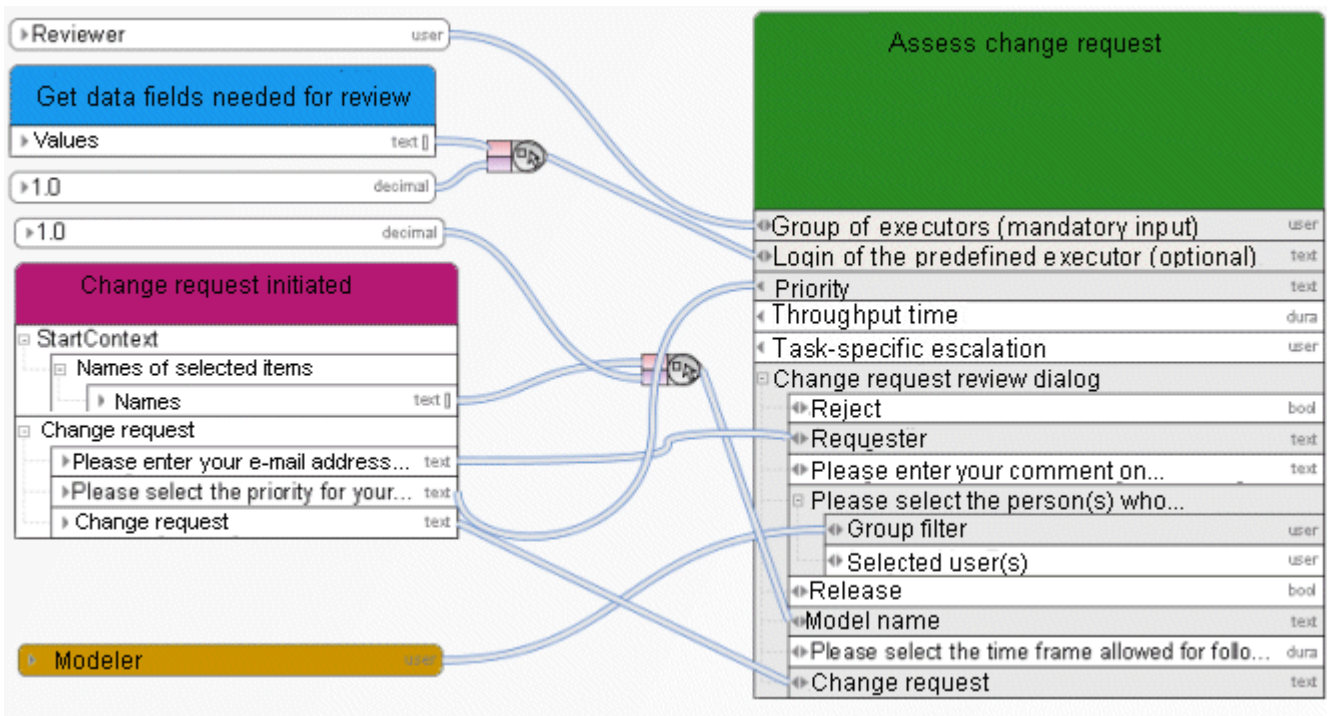 Reviewer user
Get data fields needed for review
Values text []
1.0 decimal
1.0 decimal
Change request initiated
StartContext
Names of selected items
Names text []
Change request
Please enter your e-mail address... text
Please select the priority for your... text
Change request text
Modeler user
Assess change request
Group of executors (mandatory input) user
Login of the predefined executor (optional) text
Priority text
Throughput time dura
Task-specific escalation user
Change request review dialog
Reject bool
Requester text
Please enter your comment on... text
Please select the person(s) who...
Group filter user
Selected user(s) user
Release bool
Model name text
Please select the time frame allowed for follo... dura
Change request text